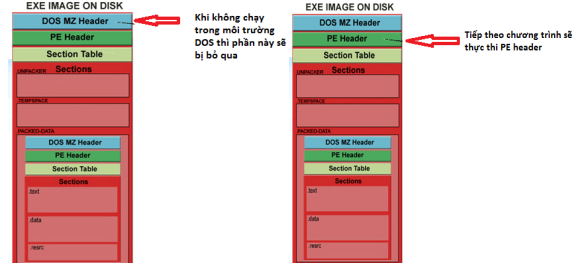 EXE IMAGE ON DISK
DOS MZ Header
PE Header
Section Table
UNPACKER Sections
TEMPSPACE
PACKED-DATA
DOS MZ Header
PE Header
Section Table
Sections
.text
.data
.resrc
Khi không chạy
trong môi trường
DOS thì phần này sẽ
bị bỏ qua
EXE IMAGE ON DISK
DOS MZ Header
PE Header
Section Table
UNPACKER Sections
TEMPSPACE
PACKED-DATA
DOS MZ Header
PE Header
Section Table
Sections
.text
.data
.resrc
Tiếp theo chương trình sẽ
thực thi PE header